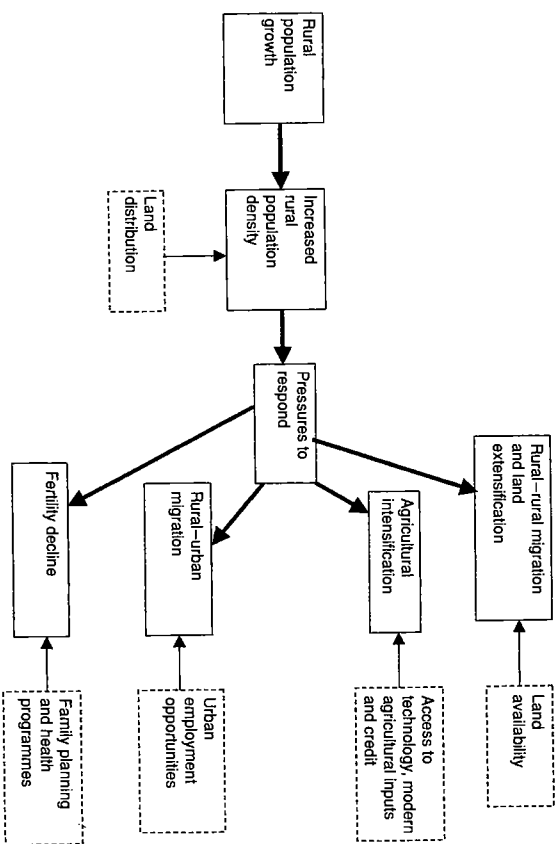 Rural
population
growth
Increased
rural
population
density
Land
distribution
Pressures to
respond
Rural–rural migration
and land
extensification
Land
availability
Agricultural
intensification
Access to
technology, modern
agricultural inputs
and credit
Rural–urban
migration
Urban
employment
opportunities
Fertility decline
Family planning
and health
programmes